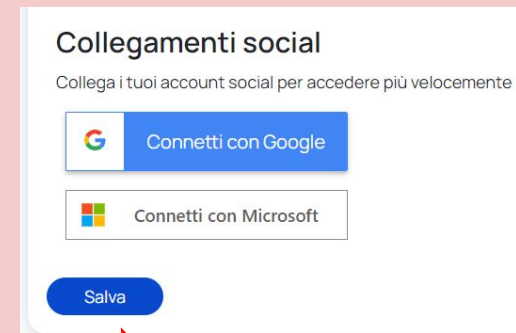 Collegamenti social
Collega i tuoi account social per accedere più velocemente
Connetti con Google
Connetti con Microsoft
Salva